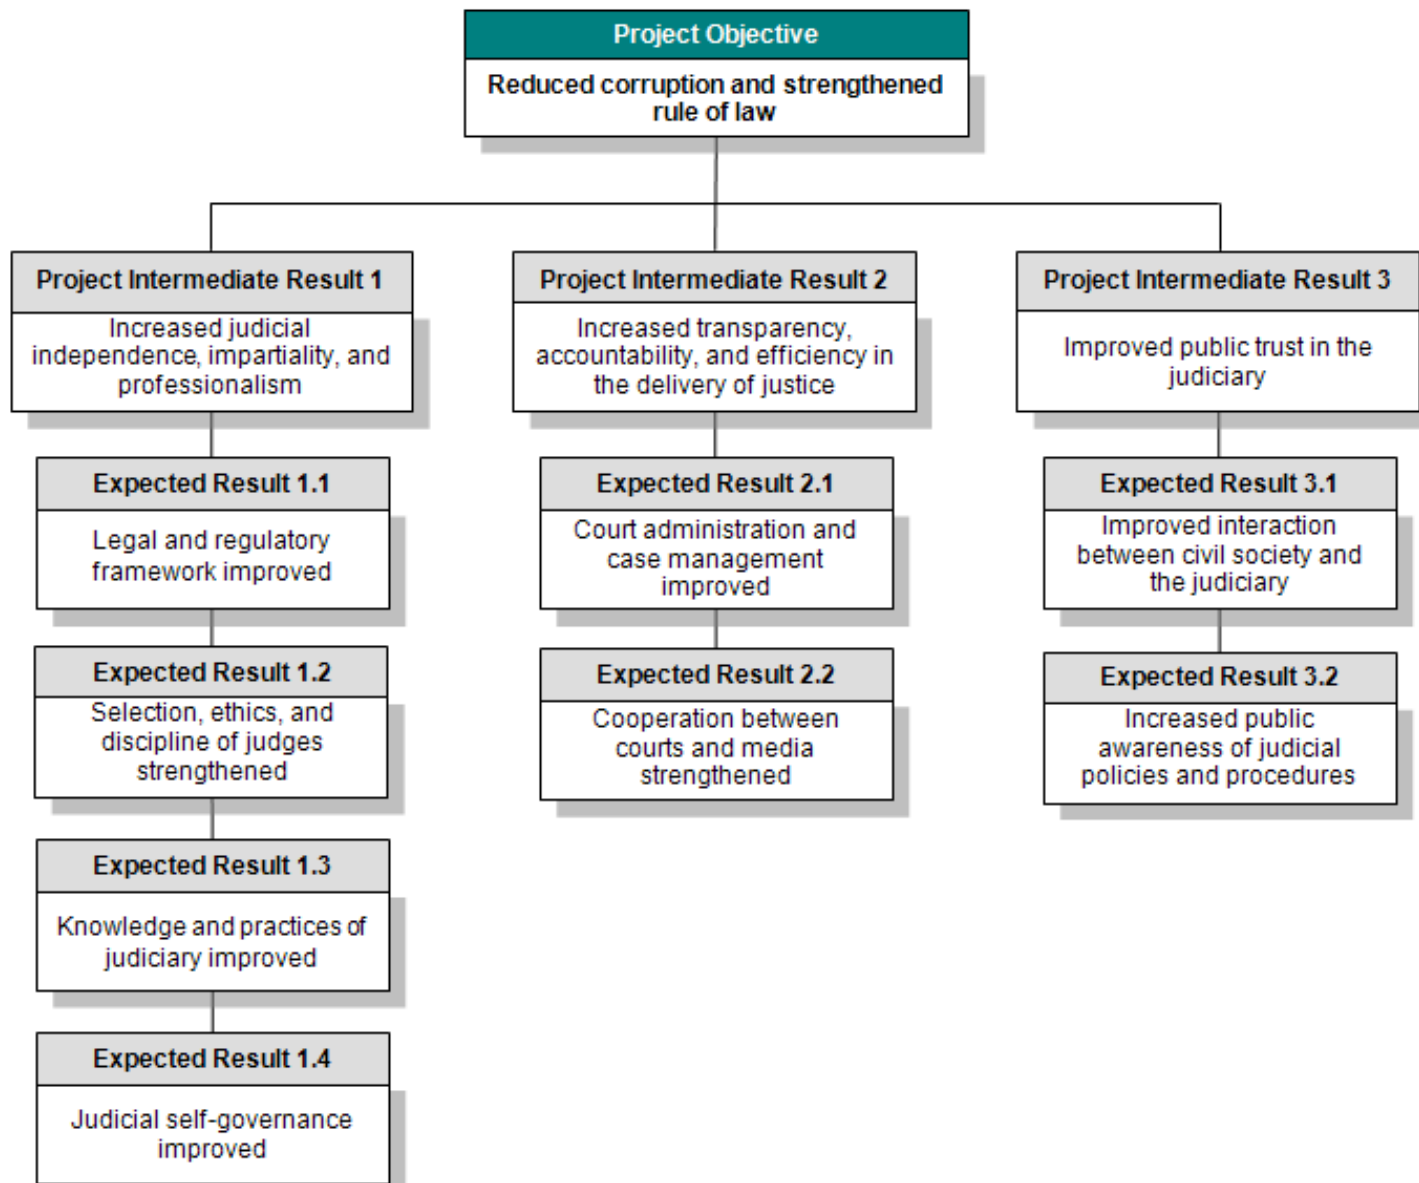 Project Objective
Reduced corruption and strengthened
rule of law
Project Intermediate Result 1
Increased judicial
independence, impartiality, and
professionalism
Expected Result 1.1
Legal and regulatory
framework improved
Expected Result 1.2
Selection, ethics, and
discipline of judges
strengthened
Expected Result 1.3
Knowledge and practices of
judiciary improved
Expected Result 1.4
Judicial self-governance
improved
Project Intermediate Result 2
Increased transparency,
accountability, and efficiency in
the delivery of justice
Expected Result 2.1
Court administration and
case management
improved
Expected Result 2.2
Cooperation between
courts and media
strengthened
Project Intermediate Result 3
Improved public trust in the
judiciary
Expected Result 3.1
Improved interaction
between civil society and
the judiciary
Expected Result 3.2
Increased public
awareness of judicial
policies and procedures